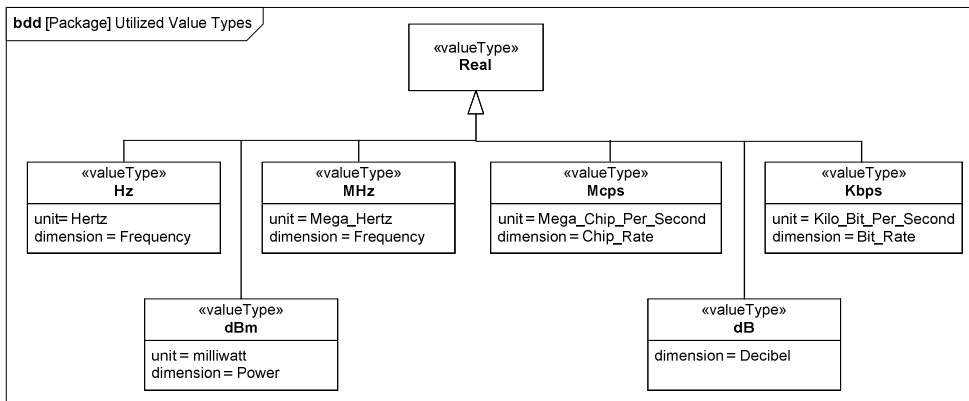 bdd [Package] Utilized Value Types
«valueType»
Real
«valueType»
Hz
unit= Hertz
dimension = Frequency
«valueType»
MHz
unit = Mega_Hertz
dimension = Frequency
«valueType»
Mcps
unit = Mega_Chip_Per_Second
dimension = Chip_Rate
«valueType»
Kbps
unit = Kilo_Bit_Per_Second
dimension = Bit_Rate
«valueType»
dBm
unit = milliwatt
dimension = Power
«valueType»
dB
dimension = Decibel